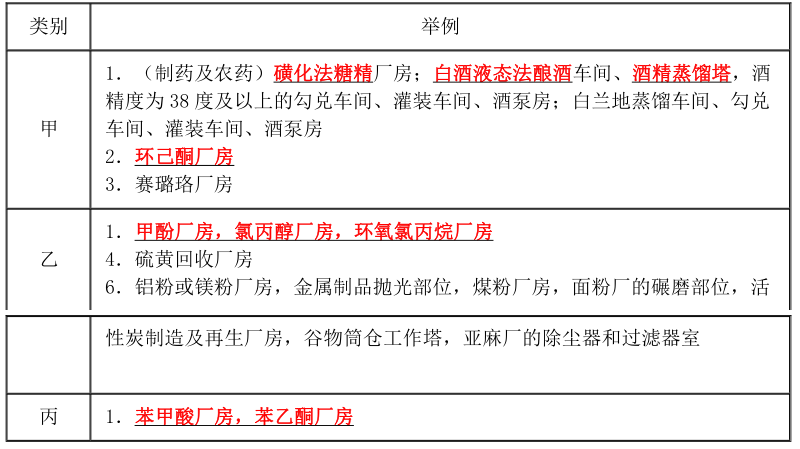 类别 举例
1．（制药及农药）磺化法糖精厂房；白酒液态法酿酒车间、酒精蒸馏塔，酒
精度为 38 度及以上的勾兑车间、灌装车间、酒泵房；白兰地蒸馏车间、勾兑
甲 车间、灌装车间、酒泵房
2．环己酮厂房
3．赛璐珞厂房
1．甲酚厂房，氯丙醇厂房，环氧氯丙烷厂房
乙 4．硫黄回收厂房
6．铝粉或镁粉厂房，金属制品抛光部位，煤粉厂房，面粉厂的碾磨部位，活
性炭制造及再生厂房，谷物筒仓工作塔，亚麻厂的除尘器和过滤器室
丙 1．苯甲酸厂房，苯乙酮厂房